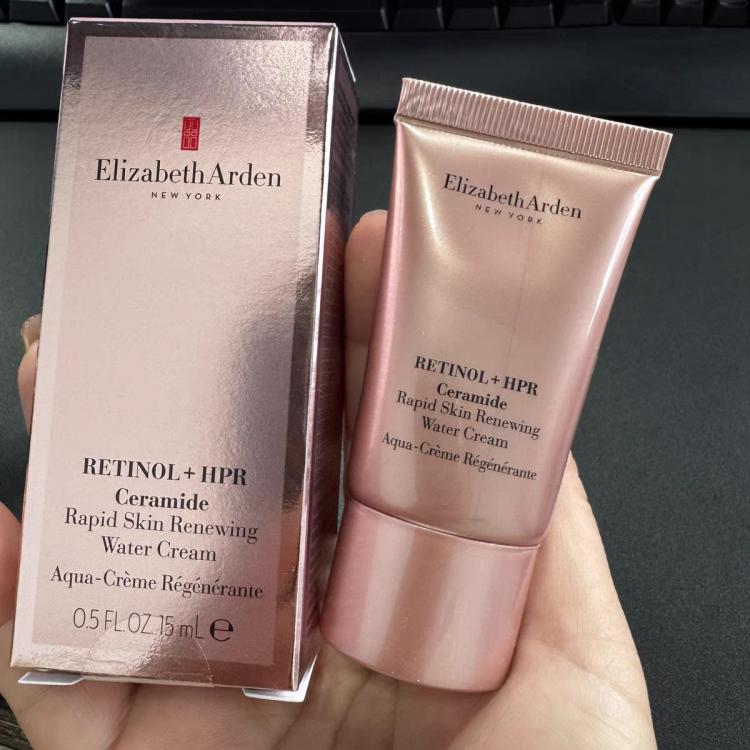 Elizabeth Arden
NEW YORK
RETINOL + HPR
Ceramide
Rapid Skin Renewing
Water Cream
Aqua-Crème Régénérante
0.5 FL.OZ. 15 mL ℮
Elizabeth Arden
NEW YORK
RETINOL + HPR
Ceramide
Rapid Skin Renewing
Water Cream
Aqua-Crème Régénérante